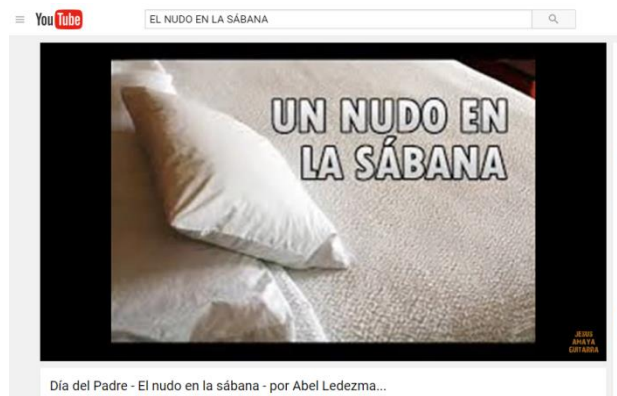 YouTube
EL NUDO EN LA SÁBANA
UN NUDO EN
LA SÁBANA
JESUS
AMAYA
GUITARRA
Día del Padre - El nudo en la sábana - por Abel Ledezma...